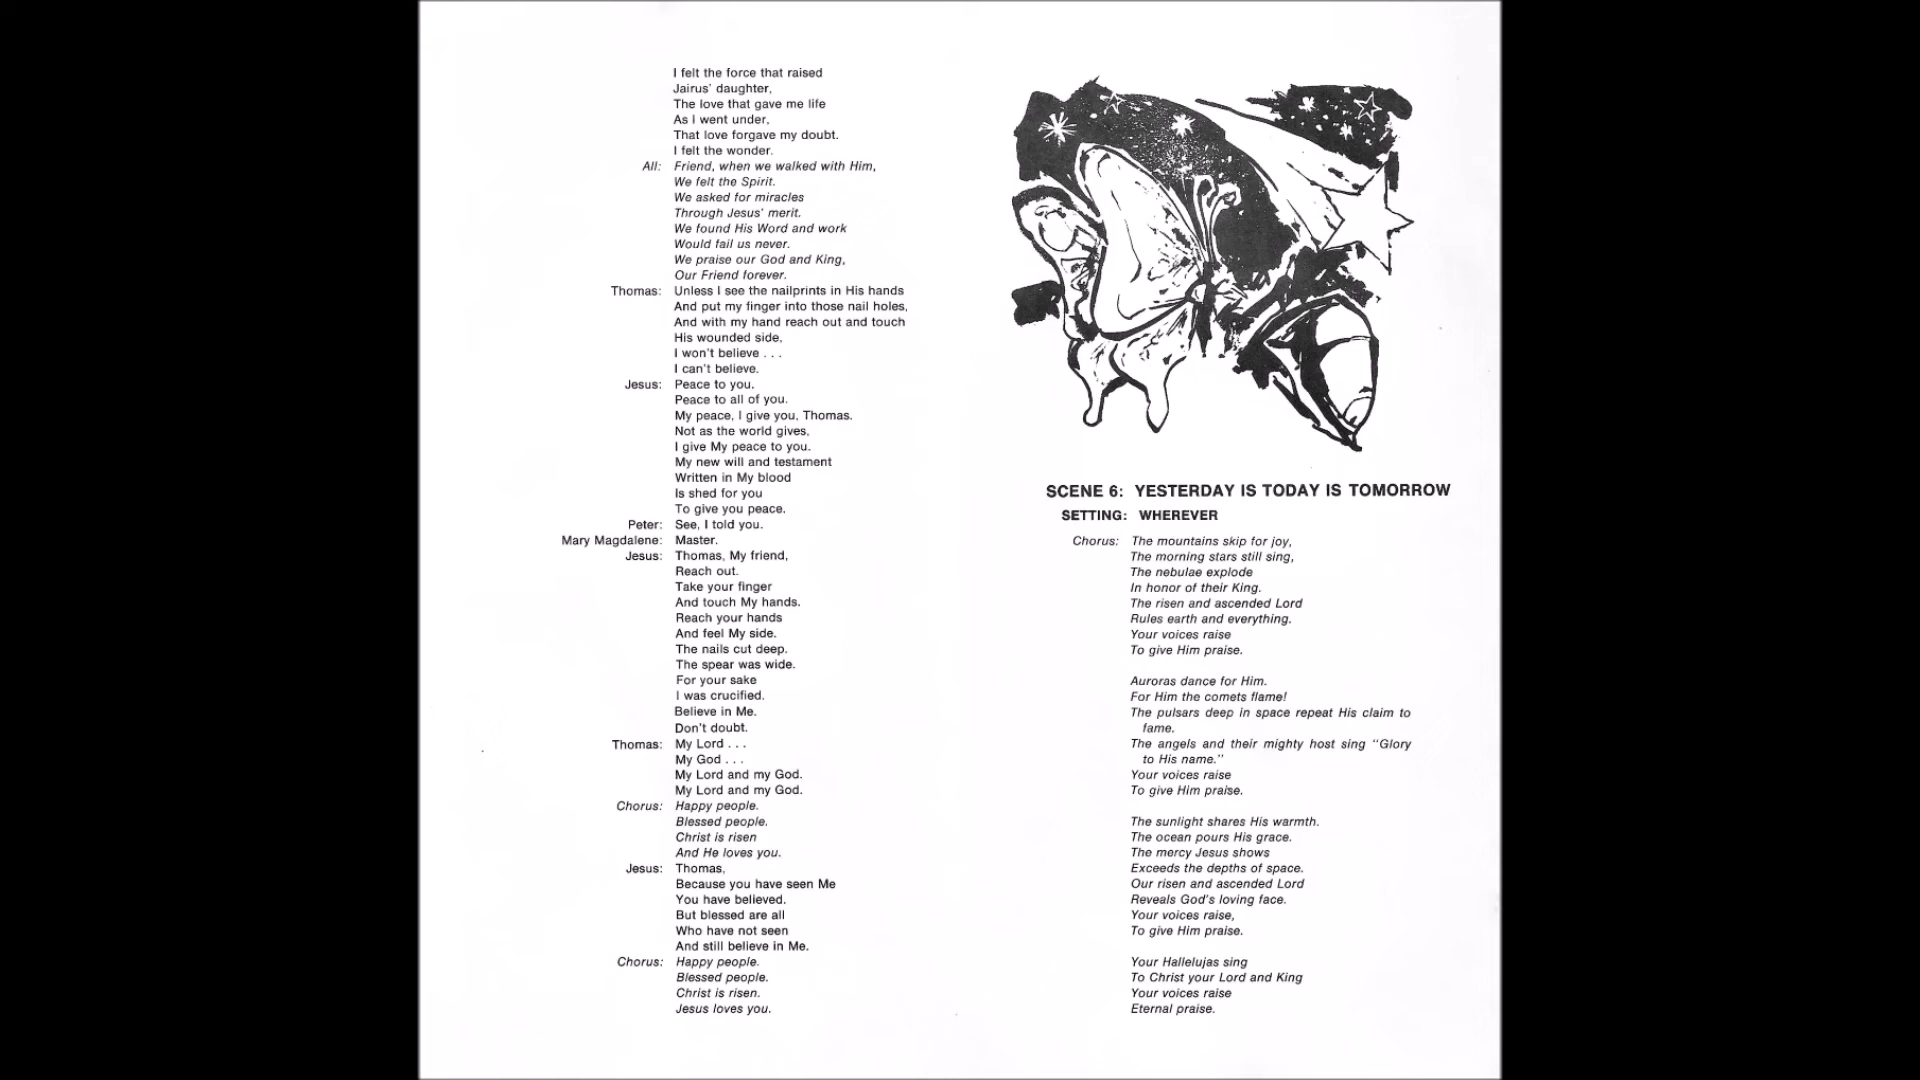 I felt the force that raised
Jairus' daughter,
The love that gave me life
As I went under,
That love forgave my doubt.
I felt the wonder.
All: Friend, when we walked with Him,
We felt the Spirit.
We asked for miracles
Through Jesus' merit.
We found His Word and work
Would fail us never.
We praise our God and King,
Our Friend forever.
Thomas: Unless I see the nailprints in His hands
And put my finger into those nail holes,
And with my hand reach out and touch
His wounded side,
I won't believe . . .
I can't believe.
Jesus: Peace to you.
Peace to all of you.
My peace, I give you, Thomas.
Not as the world gives,
I give My peace to you.
My new will and testament
Written in My blood
Is shed for you
To give you peace.
Peter: See, I told you.
Mary Magdalene: Master.
Jesus: Thomas, My friend,
Reach out.
Take your finger
And touch My hands.
Reach your hands
And feel My side.
The nails cut deep.
The spear was wide.
For your sake
I was crucified.
Believe in Me.
Don't doubt.
Thomas: My Lord . . .
My God . . .
My Lord and my God.
My Lord and my God.
Chorus: Happy people.
Blessed people.
Christ is risen
And He loves you.
Jesus: Thomas,
Because you have seen Me
You have believed.
But blessed are all
Who have not seen
And still believe in Me.
Chorus: Happy people.
Blessed people.
Christ is risen.
Jesus loves you.
SCENE 6: YESTERDAY IS TODAY IS TOMORROW
SETTING: WHEREVER
Chorus: The mountains skip for joy,
The morning stars still sing,
The nebulae explode
In honor of their King.
The risen and ascended Lord
Rules earth and everything.
Your voices raise
To give Him praise.
Auroras dance for Him.
For Him the comets flame!
The pulsars deep in space repeat His claim to
fame.
The angels and their mighty host sing "Glory
to His name."
Your voices raise
To give Him praise.
The sunlight shares His warmth.
The ocean pours His grace.
The mercy Jesus shows
Exceeds the depths of space.
Our risen and ascended Lord
Reveals God's loving face.
Your voices raise,
To give Him praise.
Your Hallelujas sing
To Christ your Lord and King
Your voices raise
Eternal praise.